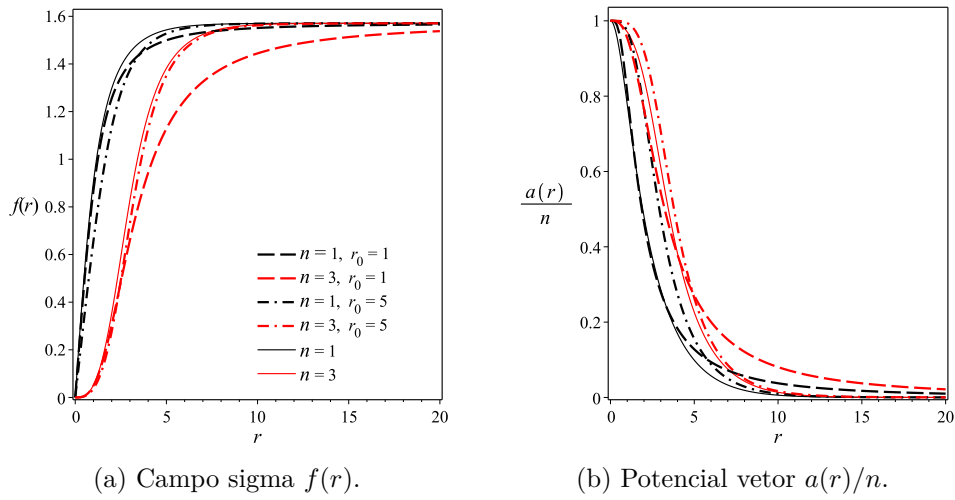 1.6
1.4
1.2
1
f(r)
0.8
0.6
0.4
0.2
0
n = 1, r₀ = 1
n = 3, r₀ = 1
n = 1, r₀ = 5
n = 3, r₀ = 5
n = 1
n = 3
0 5 10 15 20
r
(a) Campo sigma f(r).
1
0.8
0.6
a(r)
n
0.4
0.2
0
0 5 10 15 20
r
(b) Potencial vetor a(r)/n.